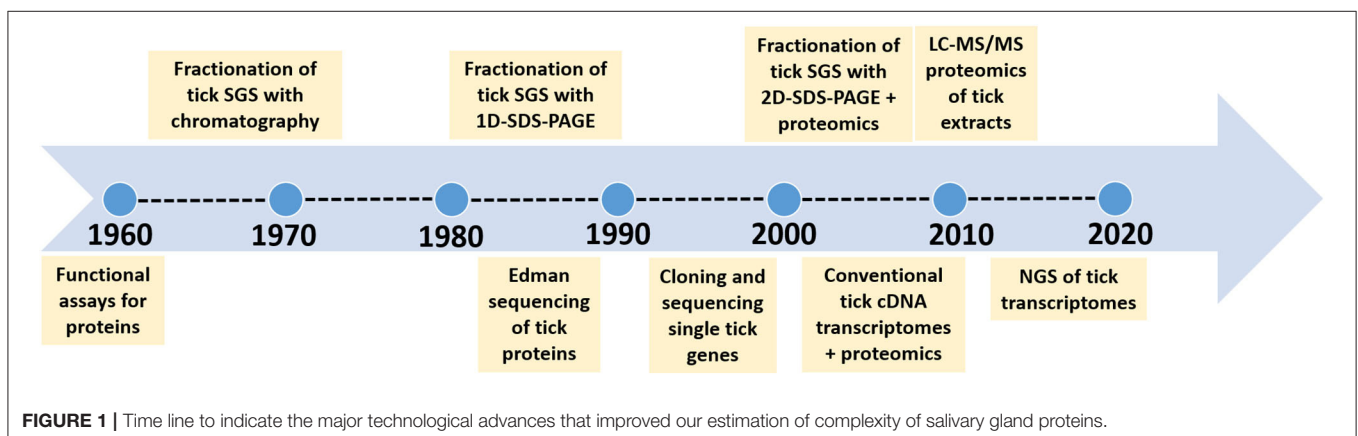 Fractionation of
tick SGS with
chromatography
Fractionation of
tick SGS with
1D-SDS-PAGE
Fractionation of
tick SGS with
2D-SDS-PAGE +
proteomics
LC-MS/MS
proteomics
of tick
extracts
1960
1970
1980
1990
2000
2010
2020
Functional
assays for
proteins
Edman
sequencing
of tick
proteins
Cloning and
sequencing
single tick
genes
Conventional
tick cDNA
transcriptomes
+ proteomics
NGS of tick
transcriptomes
FIGURE 1 | Time line to indicate the major technological advances that improved our estimation of complexity of salivary gland proteins.